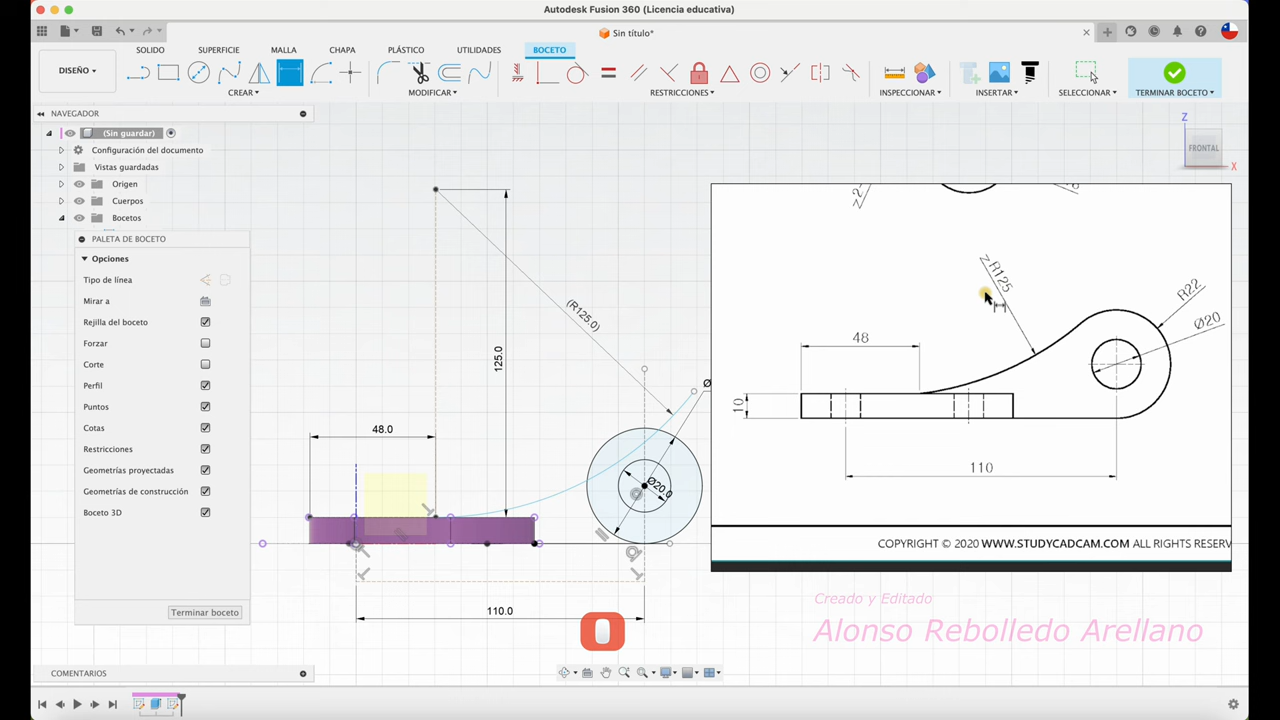 Autodesk Fusion 360 (Licencia educativa)
Sin título*
DISEÑO
SOLIDO
SUPERFICIE
MALLA
CHAPA
PLÁSTICO
UTILIDADES
BOCETO
CREAR
MODIFICAR
RESTRICCIONES
INSPECCIONAR
INSERTAR
SELECCIONAR
TERMINAR BOCETO
NAVEGADOR
(Sin guardar)
Configuración del documento
Vistas guardadas
Origen
Cuerpos
Bocetos
PALETA DE BOCETO
Opciones
Tipo de línea
Mirar a
Rejilla del boceto
Forzar
Corte
Perfil
Puntos
Cotas
Restricciones
Geometrías proyectadas
Geometrías de construcción
Boceto 3D
Terminar boceto
COMENTARIOS
Z
FRONTAL
X
(R125.0)
125.0
48.0
Ø
Ø20.0
110.0
R125
R22
Ø20
48
10
110
COPYRIGHT © 2020 WWW.STUDYCADCAM.COM ALL RIGHTS RESERV
Creado y Editado
Alonso Rebolledo Arellano